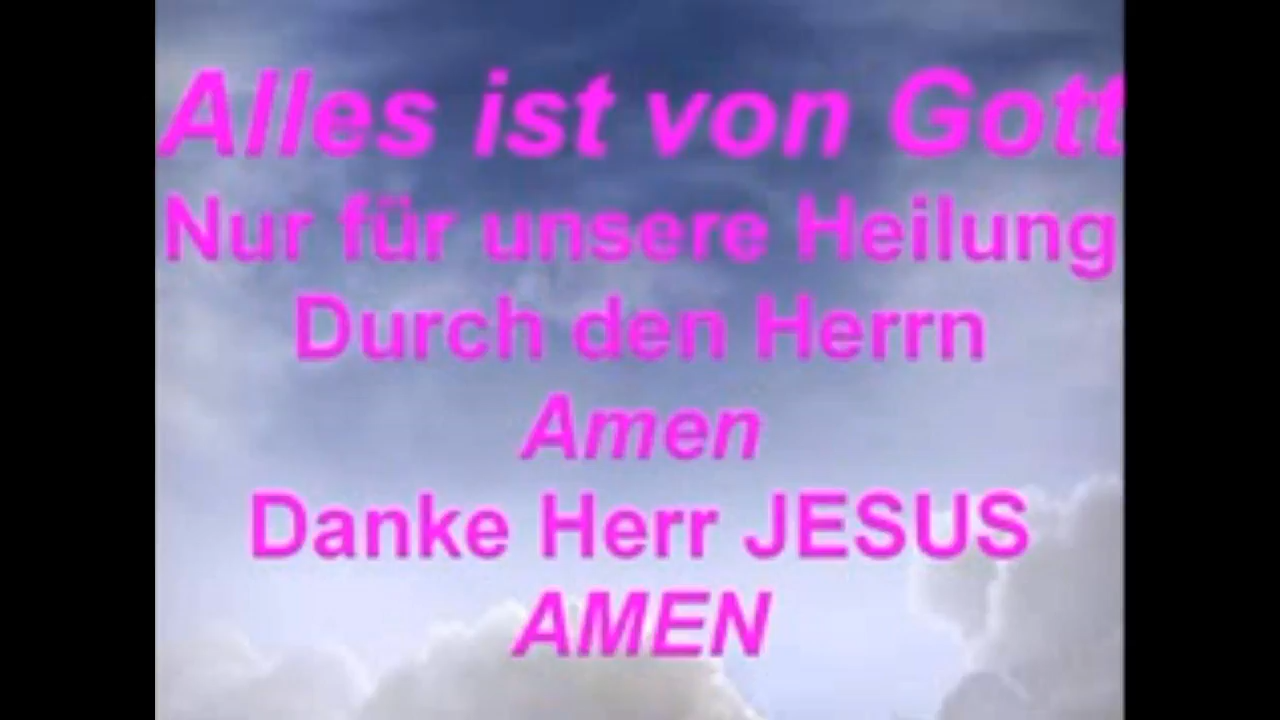 Alles ist von Gott
Nur für unsere Heilung
Durch den Herrn
Amen
Danke Herr JESUS
AMEN